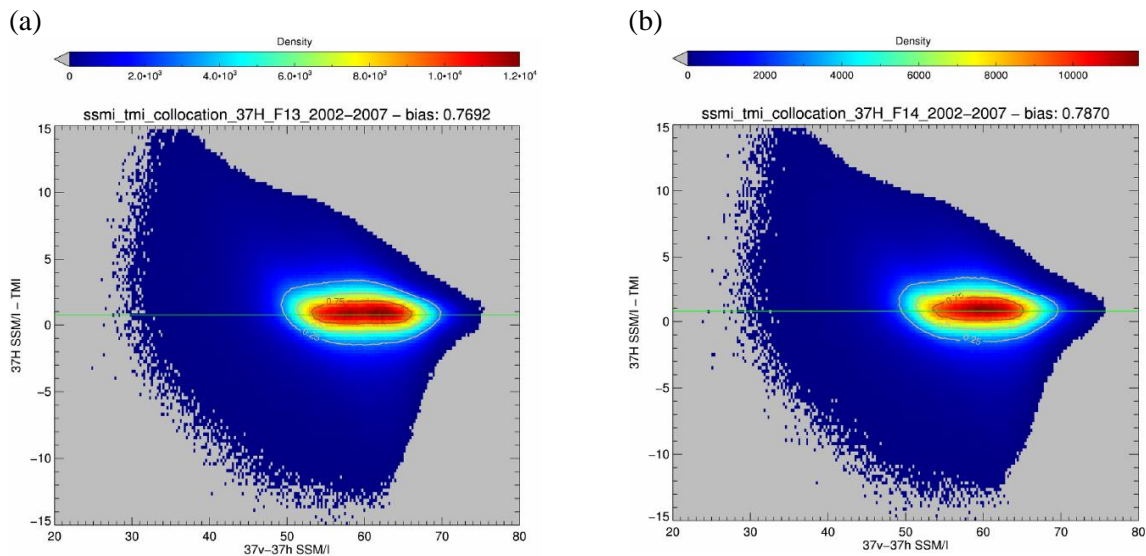 (a)
Density
0 2.0•10³ 4.0•10³ 6.0•10³ 8.0•10³ 1.0•10⁴ 1.2•10⁴
ssmi_tmi_collocation_37H_F13_2002–2007 – bias: 0.7692
15
10
5
0
−5
−10
−15
37H SSM/I – TMI
0.75
0.25
20 30 40 50 60 70 80
37v–37h SSM/I
(b)
Density
0 2000 4000 6000 8000 10000
ssmi_tmi_collocation_37H_F14_2002–2007 – bias: 0.7870
15
10
5
0
−5
−10
−15
37H SSM/I – TMI
0.75
0.25
20 30 40 50 60 70 80
37v–37h SSM/I